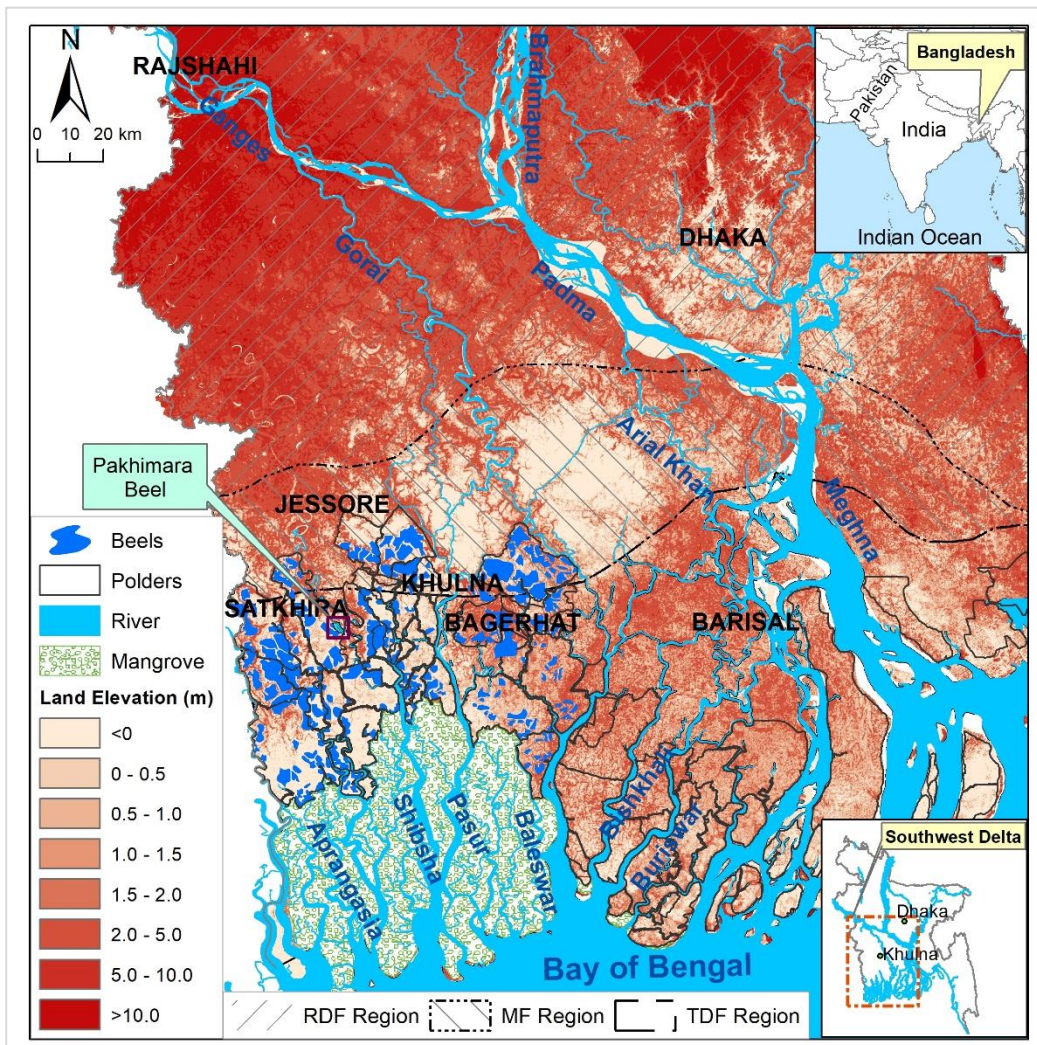 N
0 10 20 km
RAJSHAHI
Ganges
Brahmaputra
Bangladesh
Pakistan
India
Indian Ocean
DHAKA
Gorai
Padma
Pakhimara
Beel
Arial Khan
Meghna
JESSORE
KHULNA
SATKHIRA
BAGERHAT
BARISAL
Beels
Polders
River
Mangrove
Land Elevation (m)
<0
0 - 0.5
0.5 - 1.0
1.0 - 1.5
1.5 - 2.0
2.0 - 5.0
5.0 - 10.0
>10.0
Aprangasia
Shibsha
Pasur
Baleswar
Bishkhan
Buriswar
Bay of Bengal
Southwest Delta
Dhaka
Khulna
RDF Region
MF Region
TDF Region